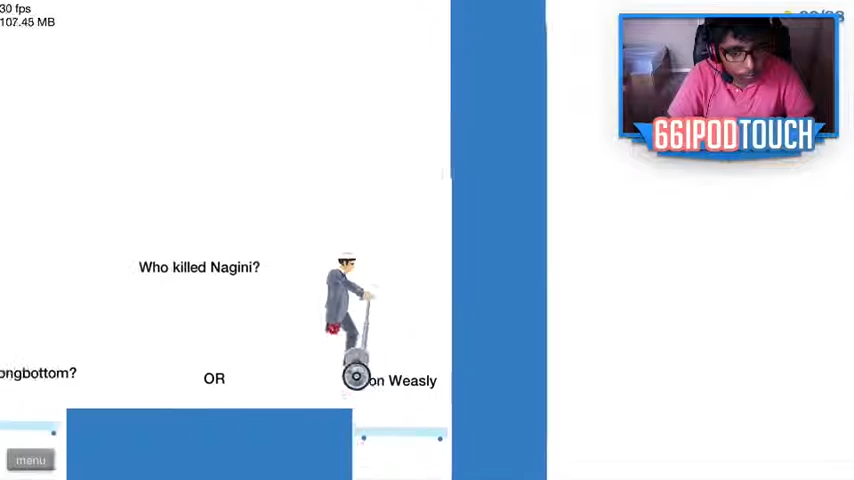 30 fps
107.45 MB
66IPODTOUCH
Who killed Nagini?
ongbottom?
OR
on Weasly
menu